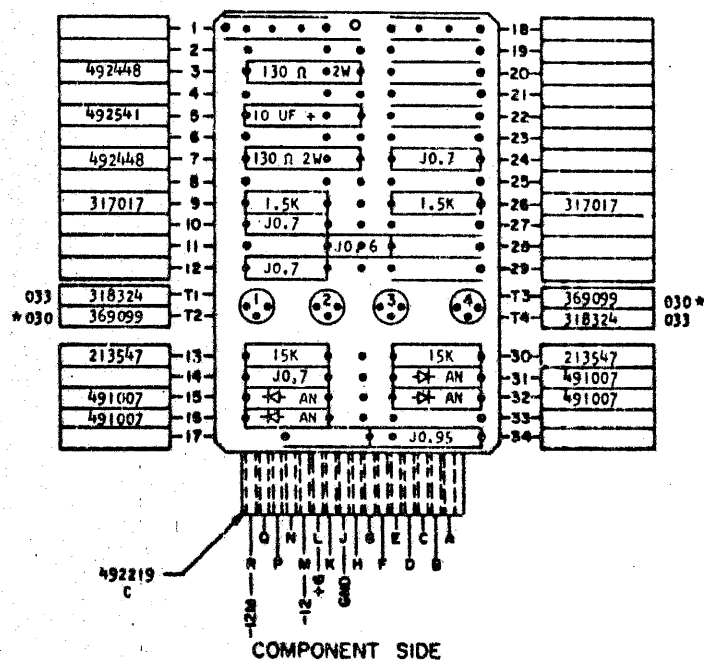 1 18
2 19
492448 3 130 Ω 2W 20
4 21
492541 5 10 UF + 22
6 23
492448 7 130 Ω 2W J0.7 24
8 25
317017 9 1.5K 1.5K 26 317017
10 J0.7 27
11 J0.6 28
12 J0.7 29
033 318324 T1 T3 369099 030*
*030 369099 T2 1 2 3 4 T4 318324 033
213547 13 15K 15K 30 213547
14 J0.7 AN 31 491007
491007 15 AN AN 32 491007
491007 16 AN 33
17 J0.95 34
Q N L J G E C A
R P M K H F D B
-12M -12 +6 GND
492219
C
COMPONENT SIDE